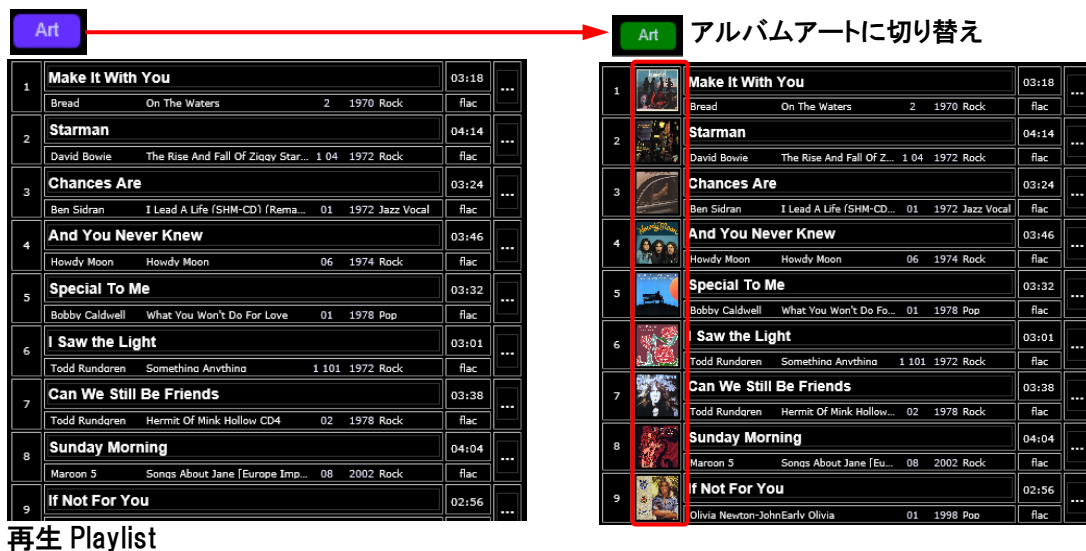 Art
Art アルバムアートに切り替え
1 Make It With You 03:18 ...
Bread On The Waters 2 1970 Rock flac
2 Starman 04:14 ...
David Bowie The Rise And Fall Of Ziggy Star... 1 04 1972 Rock flac
3 Chances Are 03:24 ...
Ben Sidran I Lead A Life (SHM-CD) (Rema... 01 1972 Jazz Vocal flac
4 And You Never Knew 03:46 ...
Howdy Moon Howdy Moon 06 1974 Rock flac
5 Special To Me 03:32 ...
Bobby Caldwell What You Won't Do For Love 01 1978 Pop flac
6 I Saw the Light 03:01 ...
Todd Rundgren Something Anything 1 101 1972 Rock flac
7 Can We Still Be Friends 03:38 ...
Todd Rundgren Hermit Of Mink Hollow CD4 02 1978 Rock flac
8 Sunday Morning 04:04 ...
Maroon 5 Songs About Jane [Europe Imp... 08 2002 Rock flac
9 If Not For You 02:56 ...
再生 Playlist
1 Make It With You 03:18 ...
Bread On The Waters 2 1970 Rock flac
2 Starman 04:14 ...
David Bowie The Rise And Fall Of Z... 1 04 1972 Rock flac
3 Chances Are 03:24 ...
Ben Sidran I Lead A Life (SHM-CD... 01 1972 Jazz Vocal flac
4 And You Never Knew 03:46 ...
Howdy Moon Howdy Moon 06 1974 Rock flac
5 Special To Me 03:32 ...
Bobby Caldwell What You Won't Do Fo... 01 1978 Pop flac
6 I Saw the Light 03:01 ...
Todd Rundgren Something Anything 1 101 1972 Rock flac
7 Can We Still Be Friends 03:38 ...
Todd Rundgren Hermit Of Mink Hollow... 02 1978 Rock flac
8 Sunday Morning 04:04 ...
Maroon 5 Songs About Jane [Eu... 08 2002 Rock flac
9 If Not For You 02:56 ...
Olivia Newton-John Early Olivia 01 1998 Pop flac